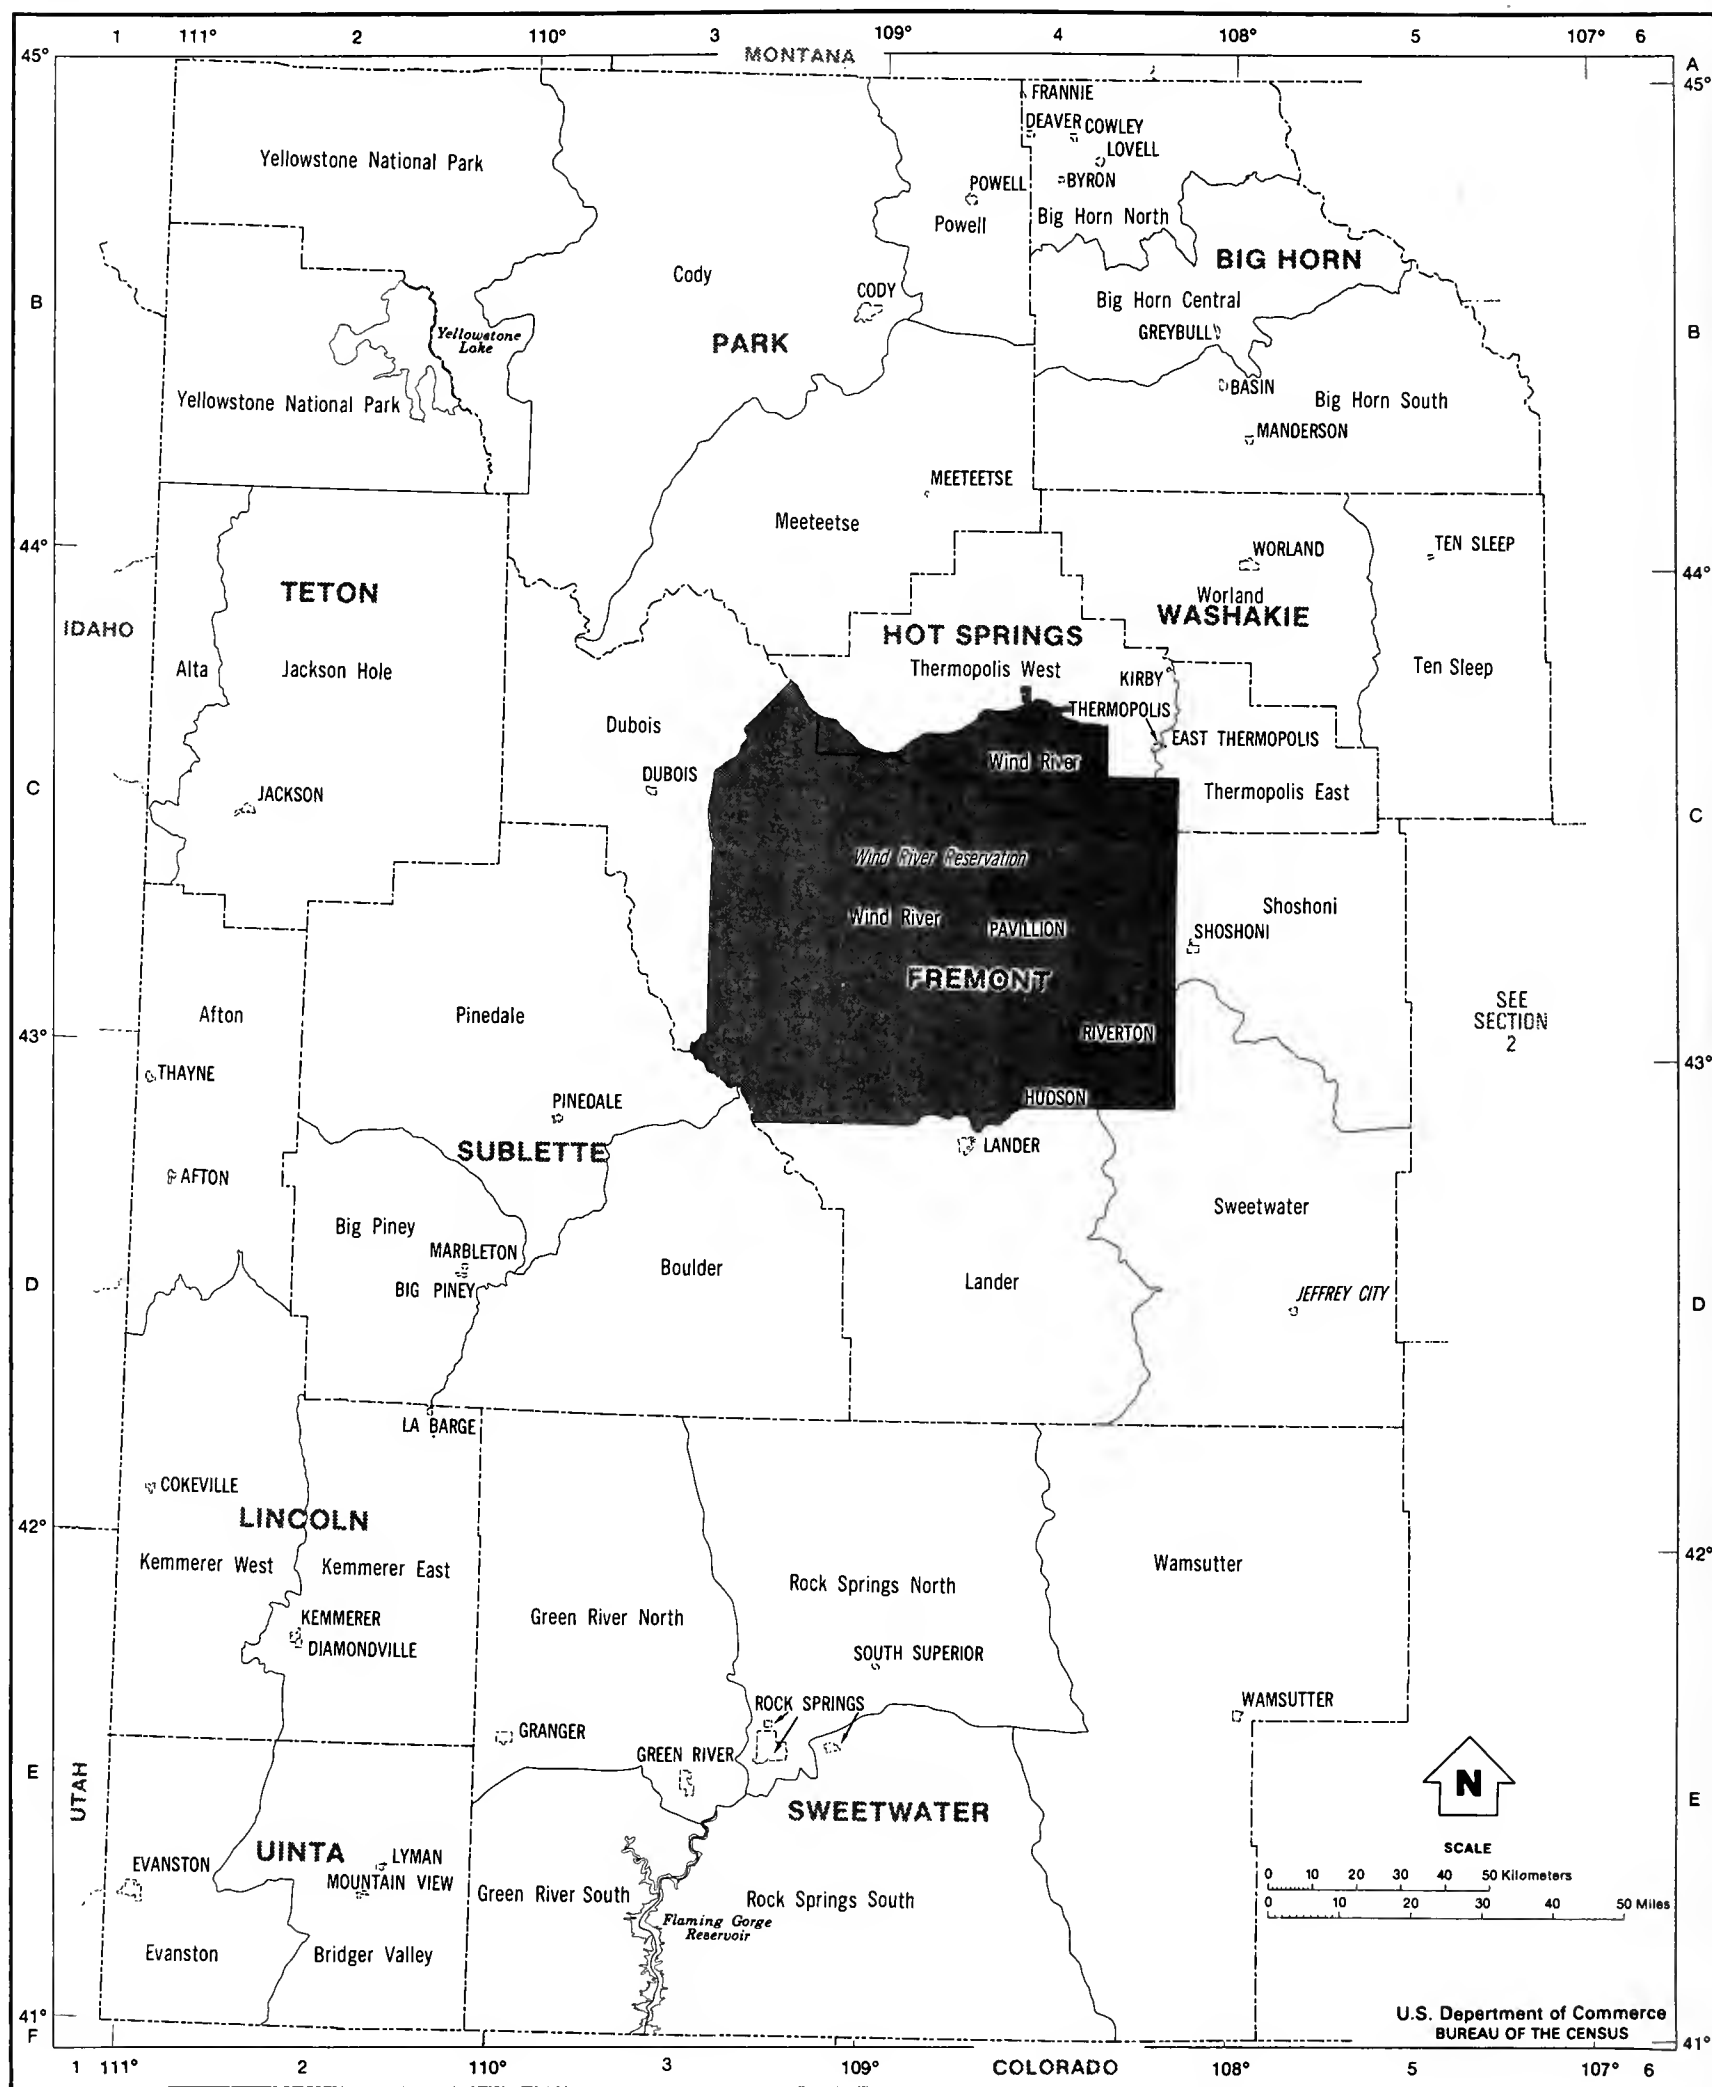 1 111° 2 110° 3 109° 4 108° 5 107° 6
MONTANA
45°
A
45°
FRANNIE
DEAVER COWLEY
LOVELL
BYRON
Yellowstone National Park
POWELL
Powell
Big Horn North
BIG HORN
Cody
CODY
B
Big Horn Central
GREYBULL
B
Yellowstone
Lake
PARK
Yellowstone National Park
BASIN
Big Horn South
MANDERSON
MEETEETSE
Meeteetse
44°
WORLAND
TEN SLEEP
44°
TETON
Worland
WASHAKIE
IDAHO
HOT SPRINGS
Alta
Jackson Hole
Thermopolis West
KIRBY
Ten Sleep
THERMOPOLIS
Dubois
EAST THERMOPOLIS
DUBOIS
Wind River
C
JACKSON
Thermopolis East
C
Wind River Reservation
Shoshoni
Wind River
PAVILLION
SHOSHONI
FREMONT
Afton
Pinedale
SEE
SECTION
2
43°
RIVERTON
43°
THAYNE
PINEDALE
HUDSON
SUBLETTE
LANDER
AFTON
Sweetwater
Big Piney
MARBLETON
Boulder
Lander
D
BIG PINEY
JEFFREY CITY
D
LA BARGE
COKEVILLE
LINCOLN
42°
Kemmerer West
Kemmerer East
Wamsutter
42°
Rock Springs North
KEMMERER
Green River North
DIAMONDVILLE
SOUTH SUPERIOR
ROCK SPRINGS
WAMSUTTER
GRANGER
GREEN RIVER
N
E
UTAH
SWEETWATER
E
UINTA
LYMAN
SCALE
EVANSTON
MOUNTAIN VIEW
0 10 20 30 40 50 Kilometers
Green River South
Rock Springs South
0 10 20 30 40 50 Miles
Flaming Gorge
Reservoir
Evanston
Bridger Valley
41°
U.S. Department of Commerce
F
BUREAU OF THE CENSUS
41°
1 111° 2 110° 3 109° COLORADO 108° 5 107° 6